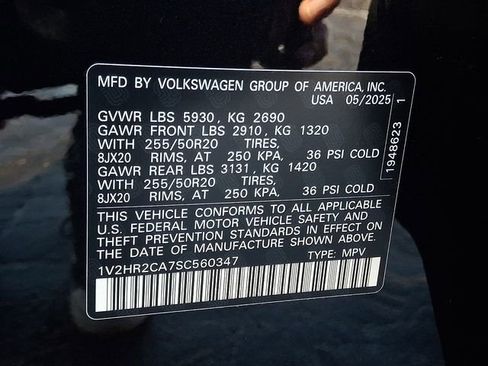 MFD BY VOLKSWAGEN GROUP OF AMERICA, INC.
USA 05/2025
GVWR LBS 5930, KG 2690
GAWR FRONT LBS 2910, KG 1320
WITH 255/50R20 TIRES,
8JX20 RIMS, AT 250 KPA, 36 PSI COLD
GAWR REAR LBS 3131, KG 1420
WITH 255/50R20 TIRES,
8JX20 RIMS, AT 250 KPA, 36 PSI COLD
THIS VEHICLE CONFORMS TO ALL APPLICABLE
U.S. FEDERAL MOTOR VEHICLE SAFETY AND
THEFT PREVENTION STANDARDS IN EFFECT ON
THE DATE OF MANUFACTURE SHOWN ABOVE.
1V2HR2CA7SC560347 TYPE: MPV
1948623 1